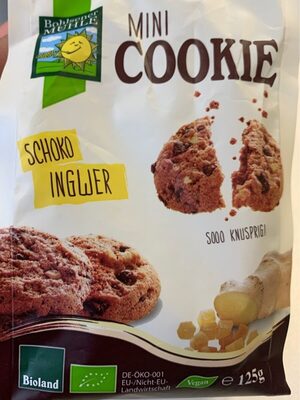 Bohlsener
MÜHLE
MINI
COOKIE
SCHOKO
INGWER
SOOO KNUSPRIG!
Bioland
DE-ÖKO-001
EU-/Nicht-EU-
Landwirtschaft
Vegan
℮ 125g